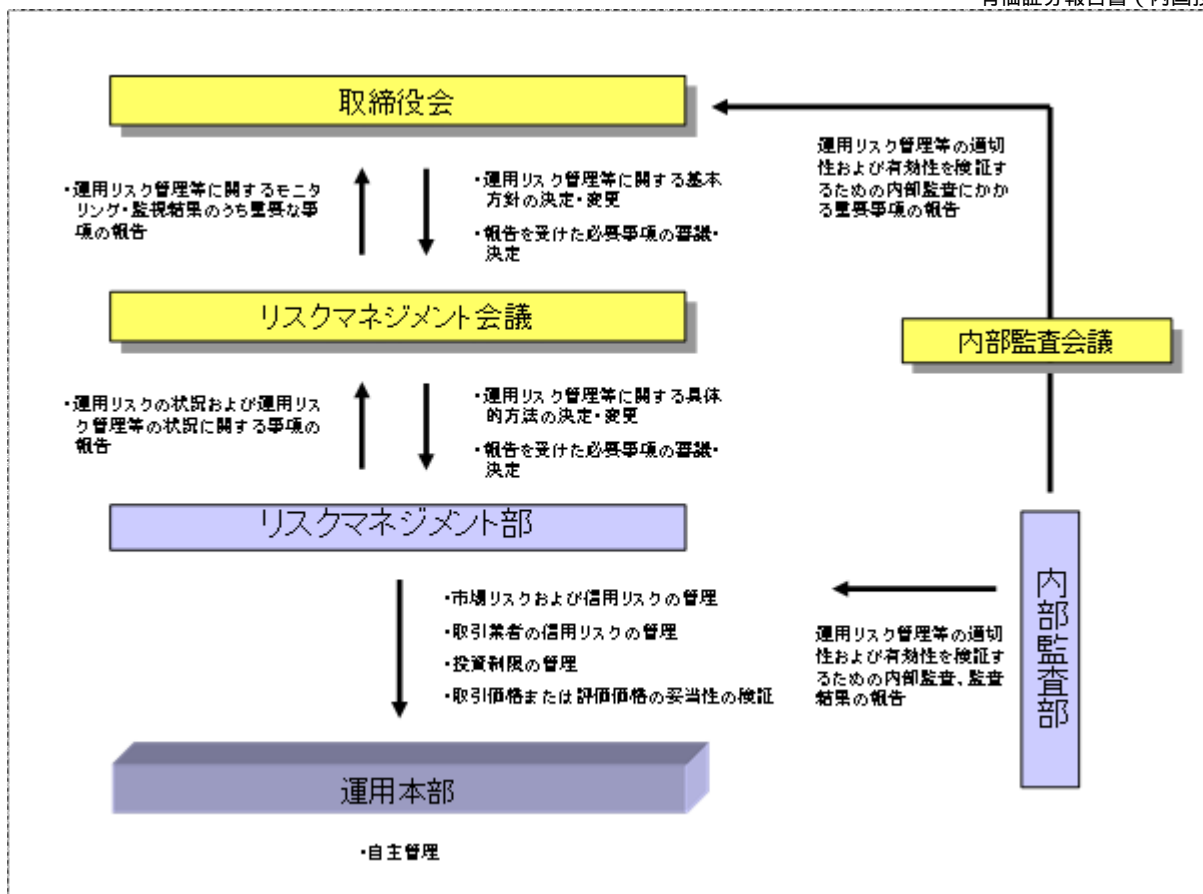 取締役会
・運用リスク管理等に関するモニタ
リング・監視結果のうち重要な事
項の報告
・運用リスク管理等に関する基本
方針の決定・変更
・報告を受けた必要事項の審議・
決定
運用リスク管理等の適切
性および有効性を検証す
るための内部監査にかか
る重要事項の報告
リスクマネジメント会議
内部監査会議
・運用リスクの状況および運用リス
ク管理等の状況に関する事項の
報告
・運用リスク管理等に関する具体
的方法の決定・変更
・報告を受けた必要事項の審議・
決定
リスクマネジメント部
・市場リスクおよび信用リスクの管理
・取引業者の信用リスクの管理
・投資制限の管理
・取引価格または評価価格の妥当性の検証
運用リスク管理等の適切
性および有効性を検証す
るための内部監査、監査
結果の報告
内部監査部
運用本部
・自主管理